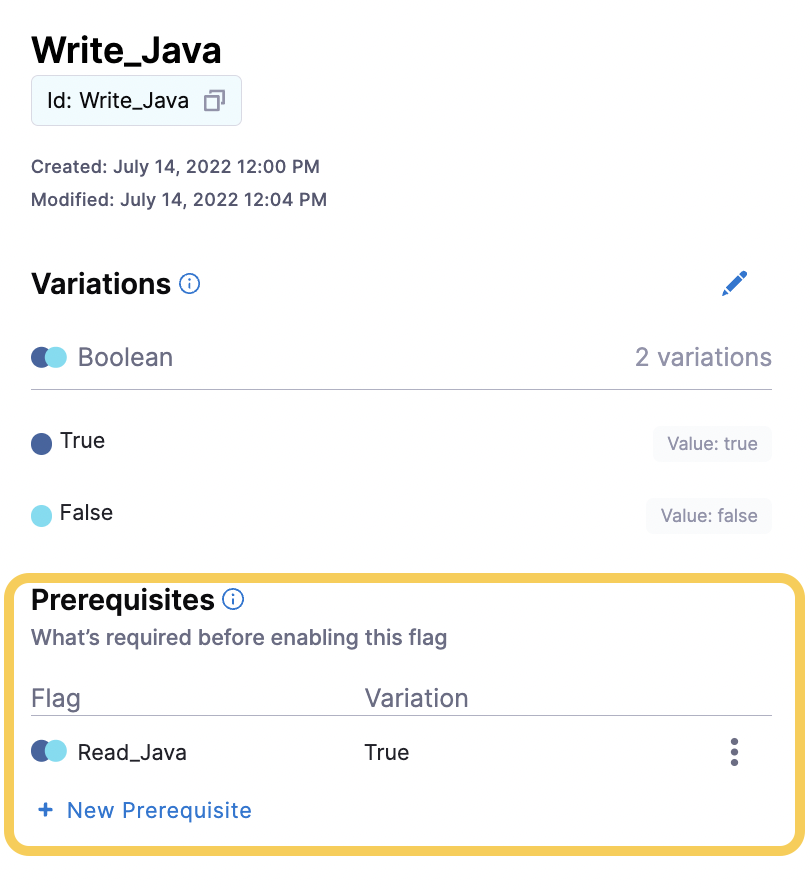 Write_Java
Id: Write_Java
Created: July 14, 2022 12:00 PM
Modified: July 14, 2022 12:04 PM
Variations
Boolean 2 variations
True Value: true
False Value: false
Prerequisites
What’s required before enabling this flag
Flag Variation
Read_Java True
+ New Prerequisite